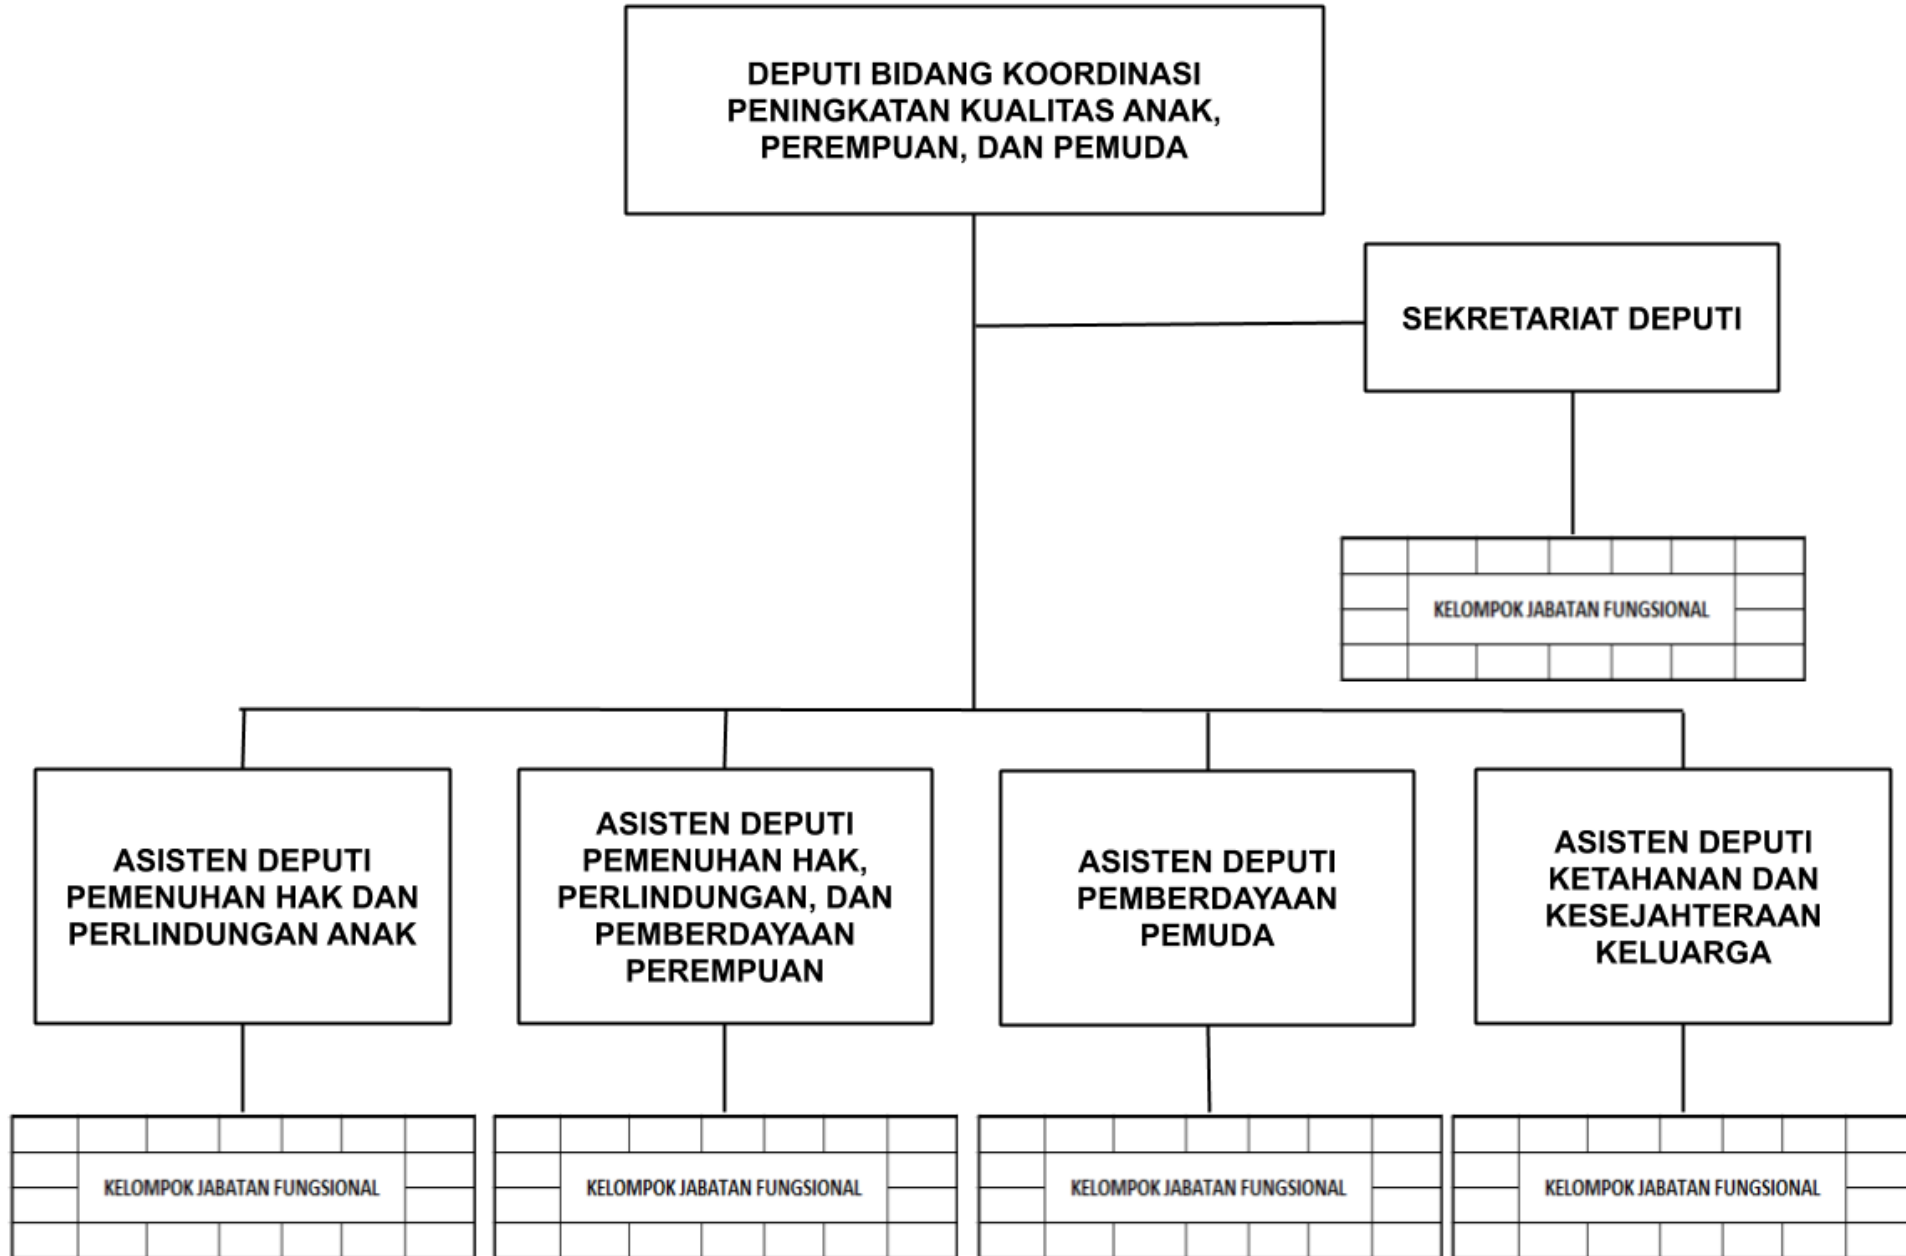 DEPUTI BIDANG KOORDINASI
PENINGKATAN KUALITAS ANAK,
PEREMPUAN, DAN PEMUDA
SEKRETARIAT DEPUTI
KELOMPOK JABATAN FUNGSIONAL
ASISTEN DEPUTI
PEMENUHAN HAK DAN
PERLINDUNGAN ANAK
ASISTEN DEPUTI
PEMENUHAN HAK,
PERLINDUNGAN, DAN
PEMBERDAYAAN
PEREMPUAN
ASISTEN DEPUTI
PEMBERDAYAAN
PEMUDA
ASISTEN DEPUTI
KETAHANAN DAN
KESEJAHTERAAN
KELUARGA
KELOMPOK JABATAN FUNGSIONAL
KELOMPOK JABATAN FUNGSIONAL
KELOMPOK JABATAN FUNGSIONAL
KELOMPOK JABATAN FUNGSIONAL